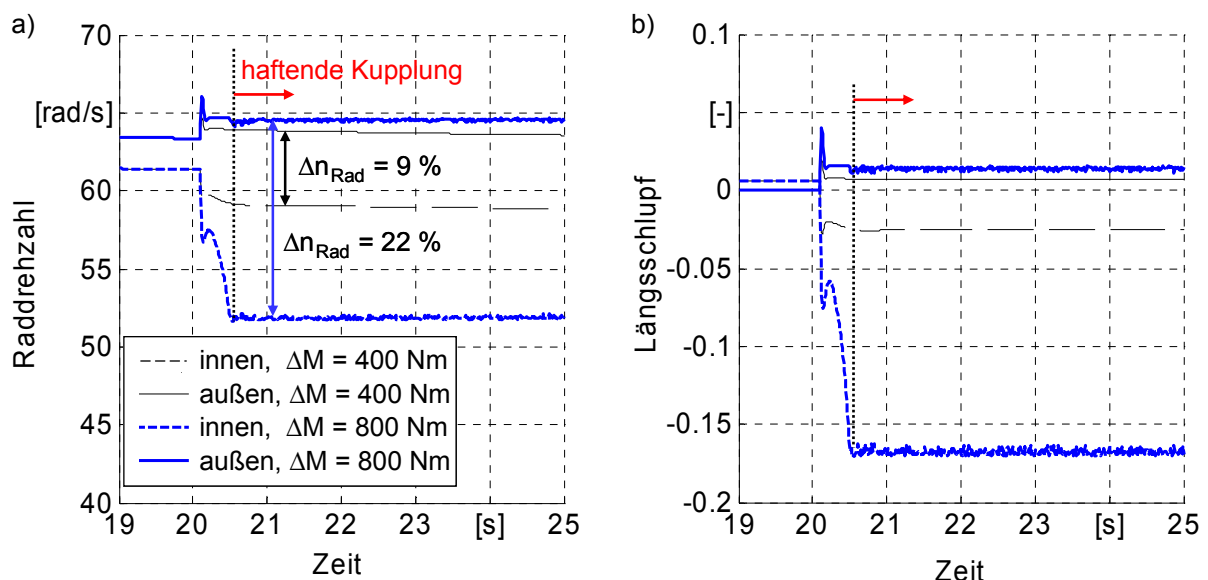 a)
70
[rad/s]
60
55
52
50
45
40
19
20
21
22
23
[s]
25
Zeit
Raddrehzahl
haftende Kupplung
ΔnRad = 9 %
ΔnRad = 22 %
innen, ΔM = 400 Nm
außen, ΔM = 400 Nm
innen, ΔM = 800 Nm
außen, ΔM = 800 Nm
b)
0.1
[-]
0
-0.05
-0.1
-0.15
-0.2
19
20
21
22
23
[s]
25
Zeit
Längsschlupf